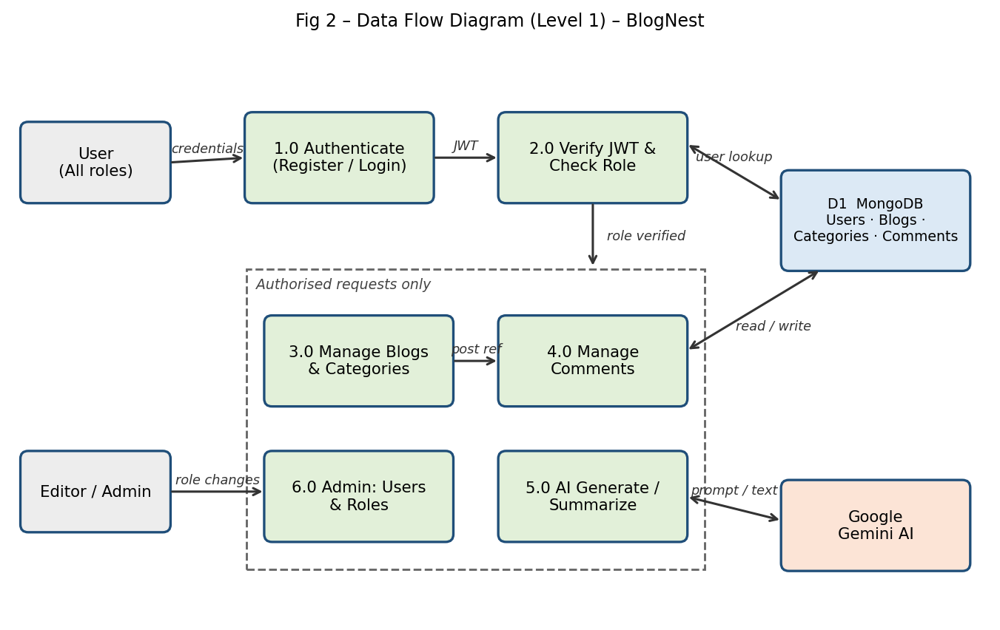 Fig 2 – Data Flow Diagram (Level 1) – BlogNest
User
(All roles)
credentials
1.0 Authenticate
(Register / Login)
JWT
2.0 Verify JWT &
Check Role
user lookup
D1  MongoDB
Users · Blogs ·
Categories · Comments
role verified
Authorised requests only
3.0 Manage Blogs
& Categories
post ref
4.0 Manage
Comments
read / write
Editor / Admin
role changes
6.0 Admin: Users
& Roles
5.0 AI Generate /
Summarize
prompt / text
Google
Gemini AI